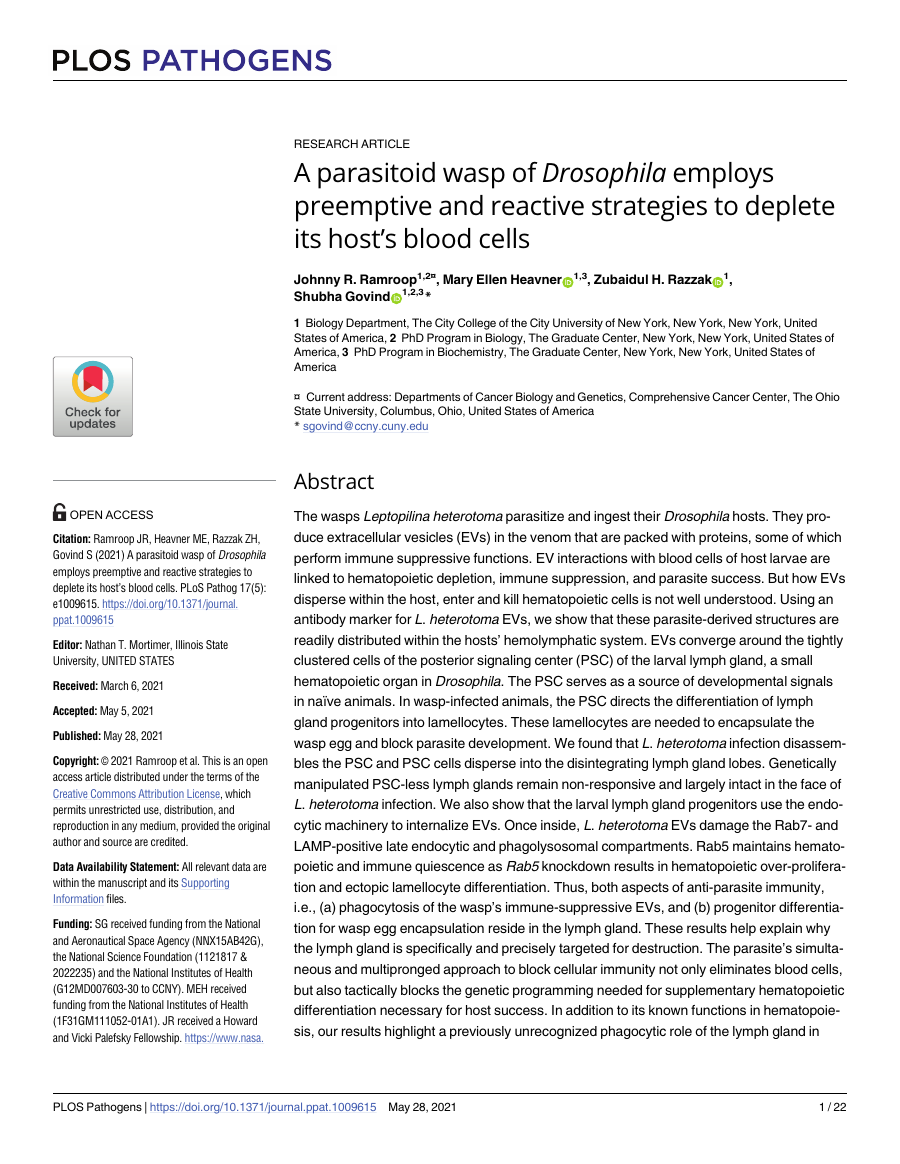 PLOS PATHOGENS
RESEARCH ARTICLE
A parasitoid wasp of Drosophila employs
preemptive and reactive strategies to deplete
its host’s blood cells
Johnny R. Ramroop1,2¤, Mary Ellen Heavner iD 1,3, Zubaidul H. Razzak iD 1,
Shubha Govind iD 1,2,3*
1 Biology Department, The City College of the City University of New York, New York, New York, United
States of America, 2 PhD Program in Biology, The Graduate Center, New York, New York, United States of
America, 3 PhD Program in Biochemistry, The Graduate Center, New York, New York, United States of
America
¤ Current address: Departments of Cancer Biology and Genetics, Comprehensive Cancer Center, The Ohio
State University, Columbus, Ohio, United States of America
* sgovind@ccny.cuny.edu
Check for
updates
OPEN ACCESS
Citation: Ramroop JR, Heavner ME, Razzak ZH,
Govind S (2021) A parasitoid wasp of Drosophila
employs preemptive and reactive strategies to
deplete its host’s blood cells. PLoS Pathog 17(5):
e1009615. https://doi.org/10.1371/journal.
ppat.1009615
Editor: Nathan T. Mortimer, Illinois State
University, UNITED STATES
Received: March 6, 2021
Accepted: May 5, 2021
Published: May 28, 2021
Copyright: © 2021 Ramroop et al. This is an open
access article distributed under the terms of the
Creative Commons Attribution License, which
permits unrestricted use, distribution, and
reproduction in any medium, provided the original
author and source are credited.
Data Availability Statement: All relevant data are
within the manuscript and its Supporting
Information files.
Funding: SG received funding from the National
and Aeronautical Space Agency (NNX15AB42G),
the National Science Foundation (1121817 &
2022235) and the National Institutes of Health
(G12MD007603-30 to CCNY). MEH received
funding from the National Institutes of Health
(1F31GM111052-01A1). JR received a Howard
and Vicki Palefsky Fellowship. https://www.nasa.
Abstract
The wasps Leptopilina heterotoma parasitize and ingest their Drosophila hosts. They pro-
duce extracellular vesicles (EVs) in the venom that are packed with proteins, some of which
perform immune suppressive functions. EV interactions with blood cells of host larvae are
linked to hematopoietic depletion, immune suppression, and parasite success. But how EVs
disperse within the host, enter and kill hematopoietic cells is not well understood. Using an
antibody marker for L. heterotoma EVs, we show that these parasite-derived structures are
readily distributed within the hosts’ hemolymphatic system. EVs converge around the tightly
clustered cells of the posterior signaling center (PSC) of the larval lymph gland, a small
hematopoietic organ in Drosophila. The PSC serves as a source of developmental signals
in naïve animals. In wasp-infected animals, the PSC directs the differentiation of lymph
gland progenitors into lamellocytes. These lamellocytes are needed to encapsulate the
wasp egg and block parasite development. We found that L. heterotoma infection disassem-
bles the PSC and PSC cells disperse into the disintegrating lymph gland lobes. Genetically
manipulated PSC-less lymph glands remain non-responsive and largely intact in the face of
L. heterotoma infection. We also show that the larval lymph gland progenitors use the endo-
cytic machinery to internalize EVs. Once inside, L. heterotoma EVs damage the Rab7- and
LAMP-positive late endocytic and phagolysosomal compartments. Rab5 maintains hemato-
poietic and immune quiescence as Rab5 knockdown results in hematopoietic over-prolifera-
tion and ectopic lamellocyte differentiation. Thus, both aspects of anti-parasite immunity,
i.e., (a) phagocytosis of the wasp’s immune-suppressive EVs, and (b) progenitor differentia-
tion for wasp egg encapsulation reside in the lymph gland. These results help explain why
the lymph gland is specifically and precisely targeted for destruction. The parasite’s simulta-
neous and multipronged approach to block cellular immunity not only eliminates blood cells,
but also tactically blocks the genetic programming needed for supplementary hematopoietic
differentiation necessary for host success. In addition to its known functions in hematopoie-
sis, our results highlight a previously unrecognized phagocytic role of the lymph gland in
PLOS Pathogens | https://doi.org/10.1371/journal.ppat.1009615 May 28, 2021
1 / 22